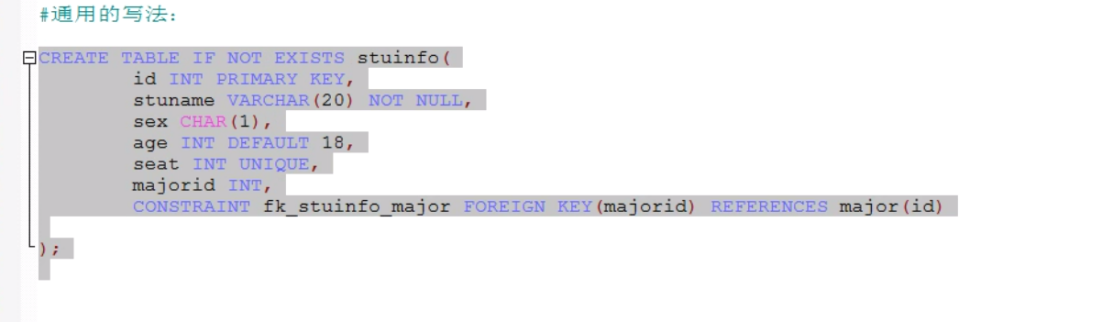 #通用的写法：
CREATE TABLE IF NOT EXISTS stuinfo(
id INT PRIMARY KEY,
stuname VARCHAR(20) NOT NULL,
sex CHAR(1),
age INT DEFAULT 18,
seat INT UNIQUE,
majorid INT,
CONSTRAINT fk_stuinfo_major FOREIGN KEY(majorid) REFERENCES major(id)
);